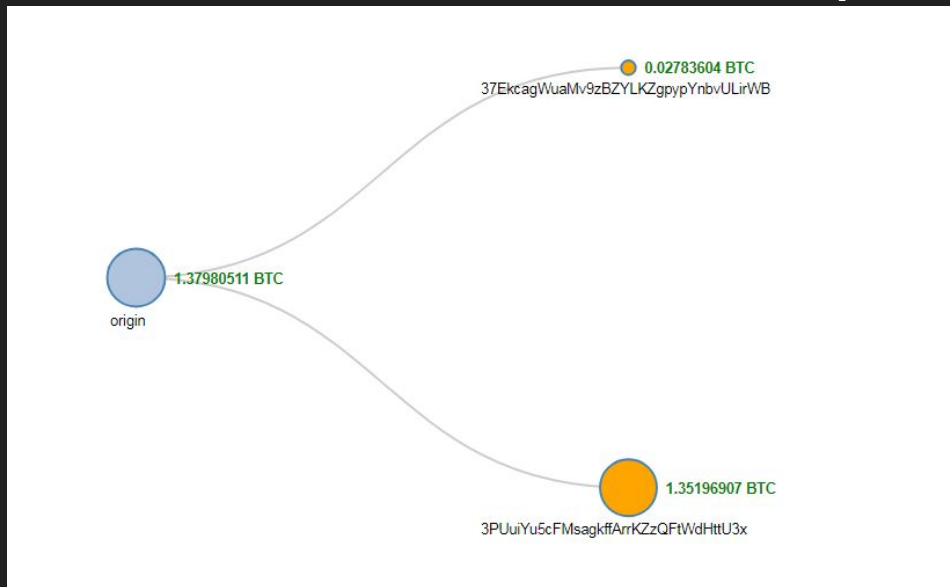 0.02783604 BTC
37EkcagWuaMv9zBZYLKZgpypYnbvULirWB
1.37980511 BTC
origin
1.35196907 BTC
3PUuiYu5cFMsagkffArrKZzQFtWdHttU3x